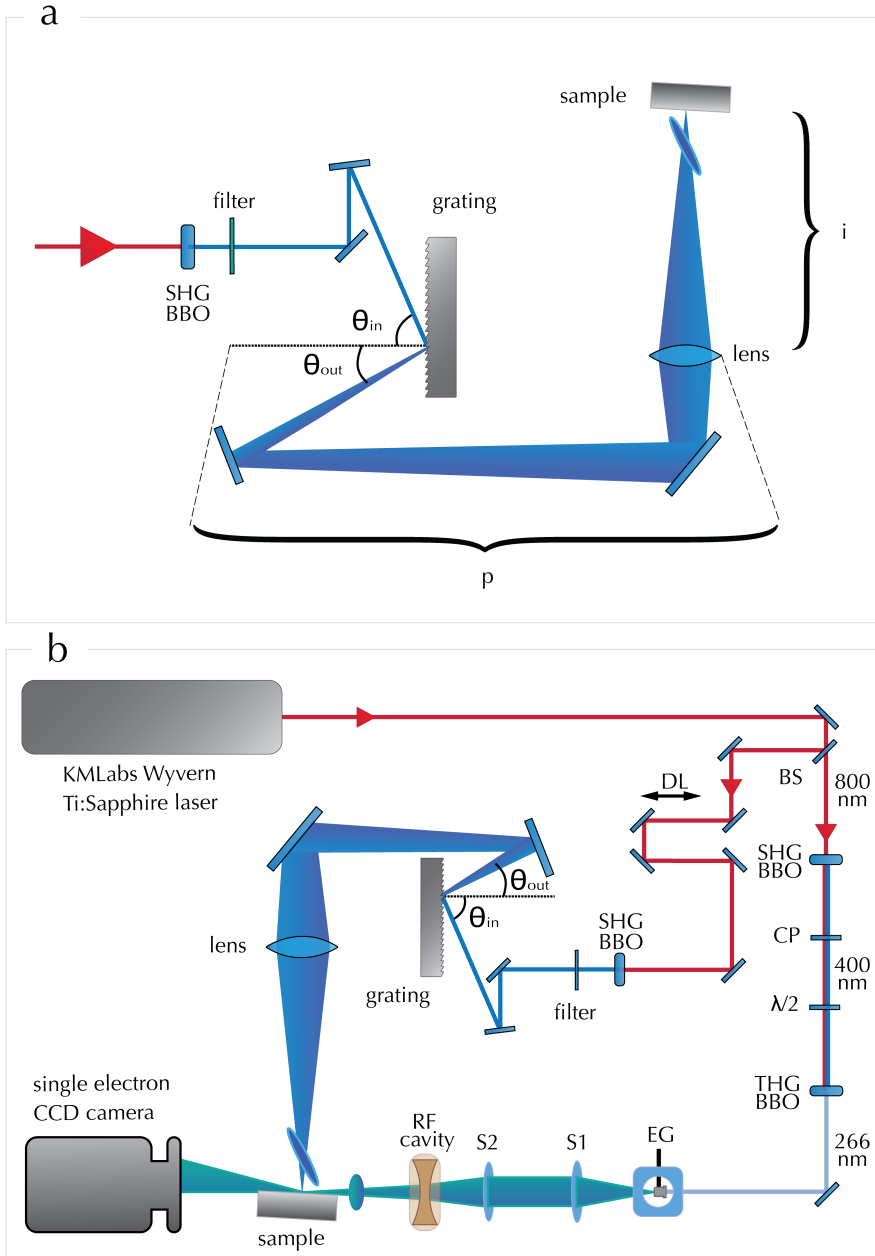 a
sample
filter
grating
i
SHG
BBO
θin
lens
θout
p
b
KMLabs Wyvern
Ti:Sapphire laser
BS
800
nm
DL
SHG
BBO
θout
θin
SHG
BBO
lens
CP
400
nm
grating
filter
λ/2
single electron
CCD camera
THG
BBO
RF
cavity
S2
S1
EG
266
nm
sample